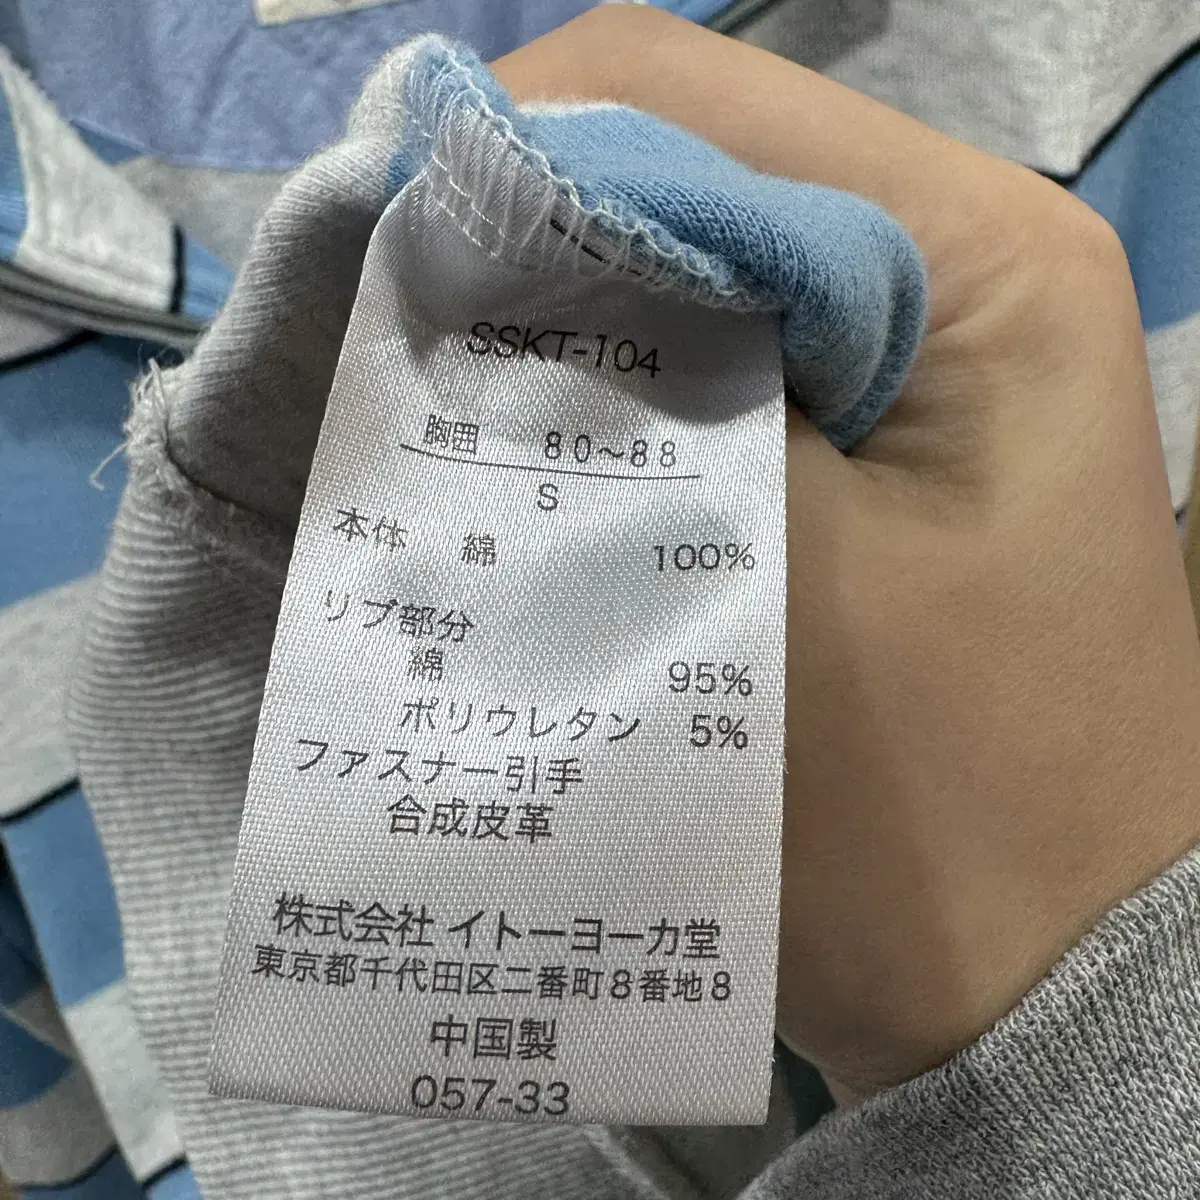 SSKT-104
胸囲 80~88
S
本体 綿 100%
リブ部分
綿 95%
ポリウレタン 5%
ファスナー引手
合成皮革
株式会社 イトーヨーカ堂
東京都千代田区二番町8番地8
中国製
057-33